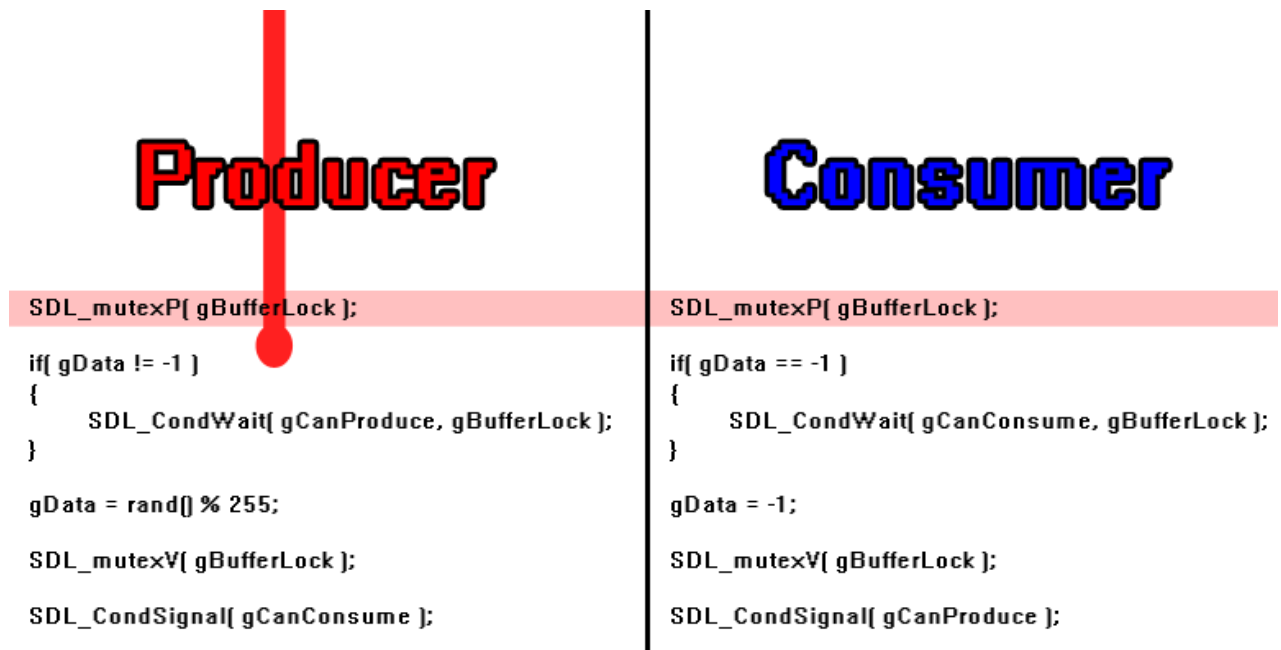 Producer
SDL_mutexP( gBufferLock );
if( gData != -1 )
{
SDL_CondWait( gCanProduce, gBufferLock );
}
gData = rand() % 255;
SDL_mutexV( gBufferLock );
SDL_CondSignal( gCanConsume );
Consumer
SDL_mutexP( gBufferLock );
if( gData == -1 )
{
SDL_CondWait( gCanConsume, gBufferLock );
}
gData = -1;
SDL_mutexV( gBufferLock );
SDL_CondSignal( gCanProduce );